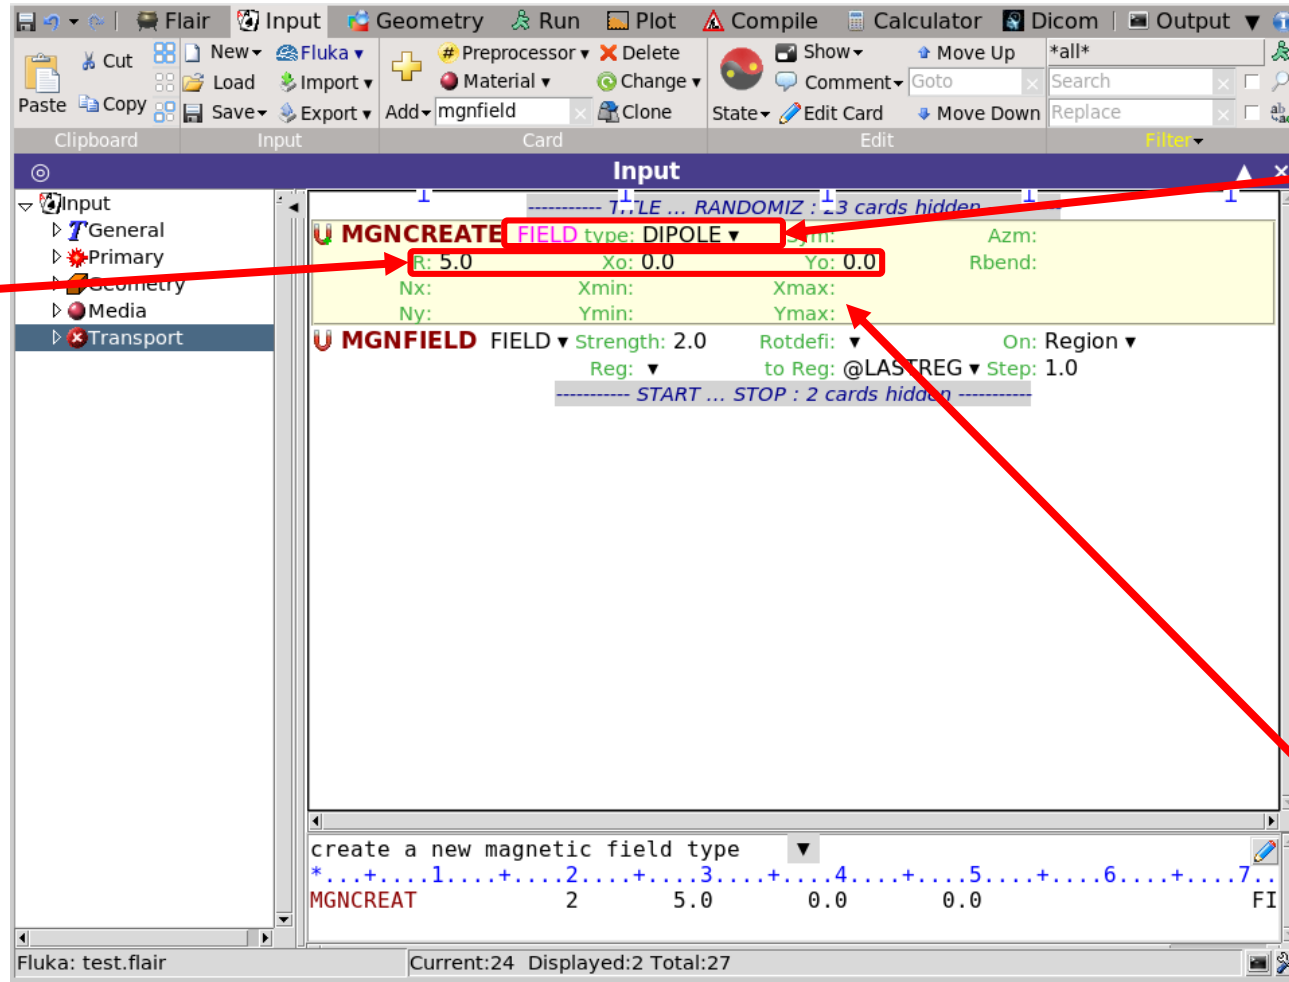 Flair Input Geometry Run Plot Compile Calculator Dicom Output
Paste Cut Copy New Load Save Fluka Import Export Add # Preprocessor Material mgnfield Delete Change Clone State Show Comment Edit Card Move Up Goto Move Down *all* Search Replace
Clipboard Input Card Edit Filter
Input
Input
General
Primary
Geometry
Media
Transport
RANDOMIZ : 23 cards hidden
MGNCREATE FIELD type: DIPOLE Sym: Azm:
R: 5.0 Xo: 0.0 Yo: 0.0 Rbend:
Nx: Xmin: Xmax:
Ny: Ymin: Ymax:
MGNFIELD FIELD Strength: 2.0 Rotdefi: On: Region
Reg: to Reg: @LASTREG Step: 1.0
----------- START ... STOP : 2 cards hidden -----------
create a new magnetic field type
*...+....1....+....2....+....3....+....4....+....5....+....6....+....7..
MGNCREAT 2 5.0 0.0 0.0 FI
Fluka: test.flair Current:24 Displayed:2 Total:27